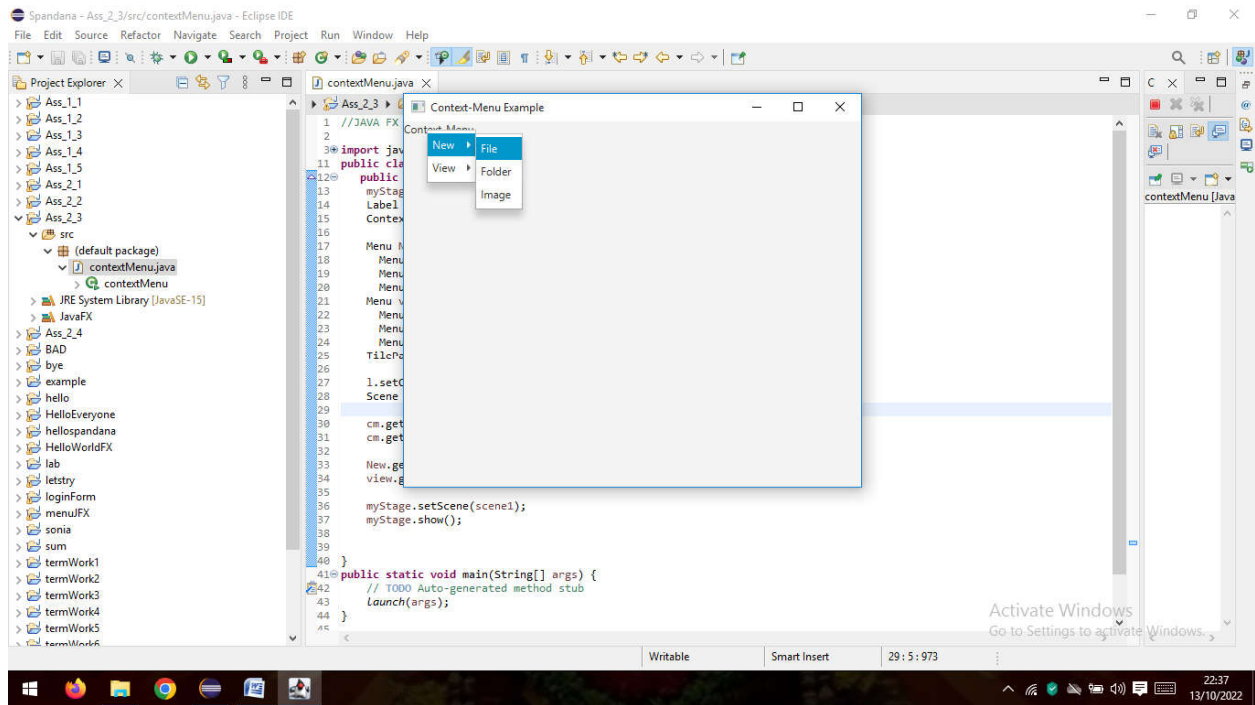 Spandana - Ass_2_3/src/contextMenu.java - Eclipse IDE
File Edit Source Refactor Navigate Search Project Run Window Help
Project Explorer
Ass_1_1
Ass_1_2
Ass_1_3
Ass_1_4
Ass_1_5
Ass_2_1
Ass_2_2
Ass_2_3
src
(default package)
contextMenu.java
contextMenu
JRE System Library [JavaSE-15]
JavaFX
Ass_2_4
BAD
bye
example
hello
HelloEveryone
hellospandana
HelloWorldFX
lab
letstry
loginForm
menuJFX
sonia
sum
termWork1
termWork2
termWork3
termWork4
termWork5
termWork6
contextMenu.java
Ass_2_3
1 //JAVA FX
2
3 import jav
11 public cla
12 public
13 myStag
14 Label
15 Contex
16
17 Menu N
18 Menu
19 Menu
20 Menu
21 Menu v
22 Menu
23 Menu
24 Menu
25 TilePa
26
27 l.setC
28 Scene
29
30 cm.get
31 cm.get
32
33 New.ge
34 view.g
35
36 myStage.setScene(scene1);
37 myStage.show();
38
39
40 }
41 public static void main(String[] args) {
42 // TODO Auto-generated method stub
43 launch(args);
44 }
45
Context-Menu Example
Context-Menu
New
View
File
Folder
Image
C
contextMenu [Java
Activate Windows
Go to Settings to activate Windows.
Writable
Smart Insert
29 : 5 : 973
22:37
13/10/2022